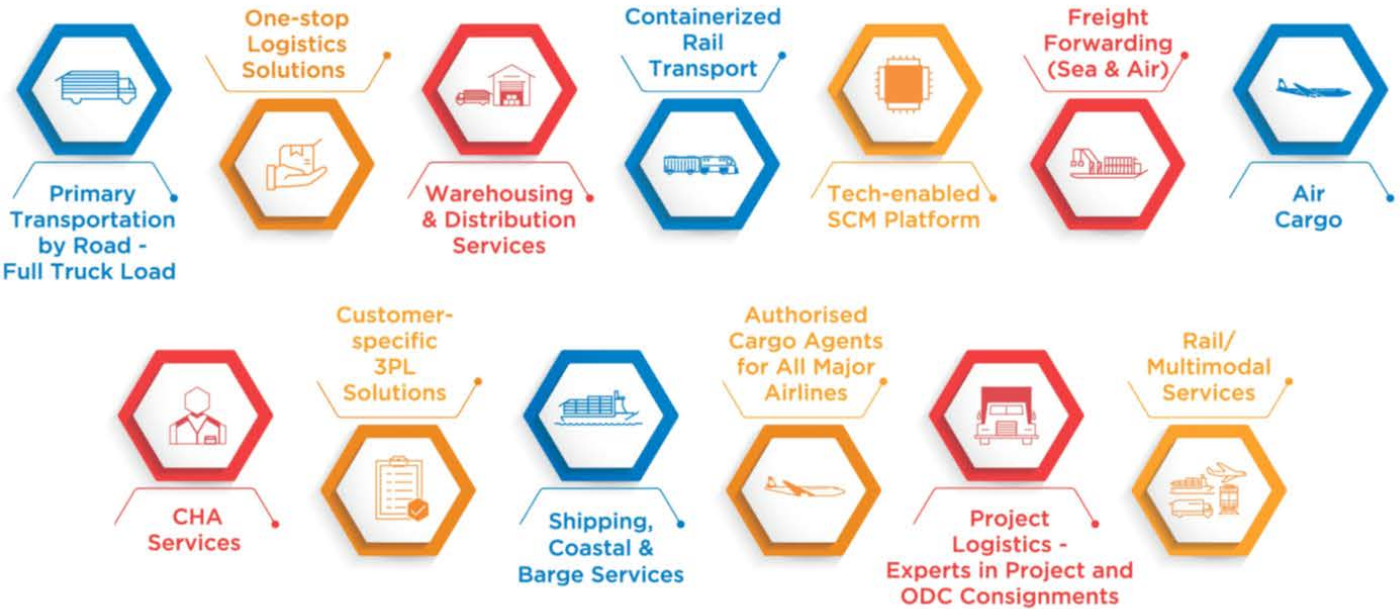 Primary
Transportation
by Road -
Full Truck Load
One-stop
Logistics
Solutions
Warehousing
& Distribution
Services
Containerized
Rail
Transport
Tech-enabled
SCM Platform
Freight
Forwarding
(Sea & Air)
Air
Cargo
CHA
Services
Customer-
specific
3PL
Solutions
Shipping,
Coastal &
Barge Services
Authorised
Cargo Agents
for All Major
Airlines
Project
Logistics -
Experts in Project and
ODC Consignments
Rail/
Multimodal
Services